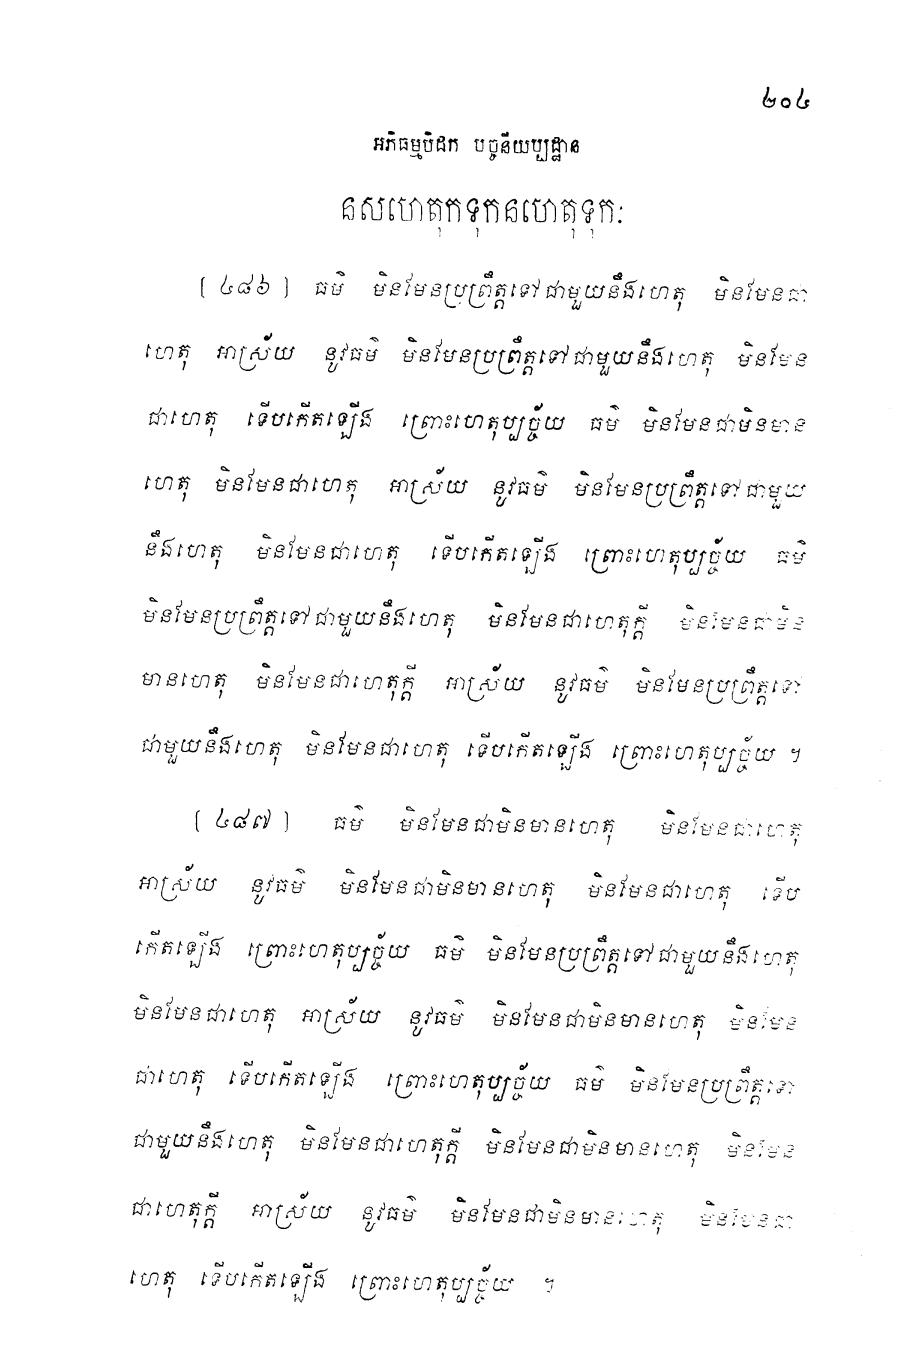 ២០៤
អភិធម្មបិដក បច្ចនីយប្បដ្ឋាន
នសហេតុកទុកនហេតុទុកៈ
[ ៤៨៦ ] ធម៌ មិនមែនប្រព្រឹត្តទៅជាមួយនឹងហេតុ មិនមែនជា
ហេតុ អាស្រ័យ នូវធម៌ មិនមែនប្រព្រឹត្តទៅជាមួយនឹងហេតុ មិនមែន
ជាហេតុ ទើបកើតឡើង ព្រោះហេតុប្បច្ច័យ ធម៌ មិនមែនជាមិនមាន
ហេតុ មិនមែនជាហេតុ អាស្រ័យ នូវធម៌ មិនមែនប្រព្រឹត្តទៅជាមួយ
នឹងហេតុ មិនមែនជាហេតុ ទើបកើតឡើង ព្រោះហេតុប្បច្ច័យ ធម៌
មិនមែនប្រព្រឹត្តទៅជាមួយនឹងហេតុ មិនមែនជាហេតុក្តី មិនមែនជាមិន
មានហេតុ មិនមែនជាហេតុក្តី អាស្រ័យ នូវធម៌ មិនមែនប្រព្រឹត្តទៅ
ជាមួយនឹងហេតុ មិនមែនជាហេតុ ទើបកើតឡើង ព្រោះហេតុប្បច្ច័យ ។
[ ៤៨៧ ] ធម៌ មិនមែនជាមិនមានហេតុ មិនមែនជាហេតុ
អាស្រ័យ នូវធម៌ មិនមែនជាមិនមានហេតុ មិនមែនជាហេតុ ទើប
កើតឡើង ព្រោះហេតុប្បច្ច័យ ធម៌ មិនមែនប្រព្រឹត្តទៅជាមួយនឹងហេតុ
មិនមែនជាហេតុ អាស្រ័យ នូវធម៌ មិនមែនជាមិនមានហេតុ មិនមែន
ជាហេតុ ទើបកើតឡើង ព្រោះហេតុប្បច្ច័យ ធម៌ មិនមែនប្រព្រឹត្តទៅ
ជាមួយនឹងហេតុ មិនមែនជាហេតុក្តី មិនមែនជាមិនមានហេតុ មិនមែន
ជាហេតុក្តី អាស្រ័យ នូវធម៌ មិនមែនជាមិនមានហេតុ មិនមែនជា
ហេតុ ទើបកើតឡើង ព្រោះហេតុប្បច្ច័យ ។